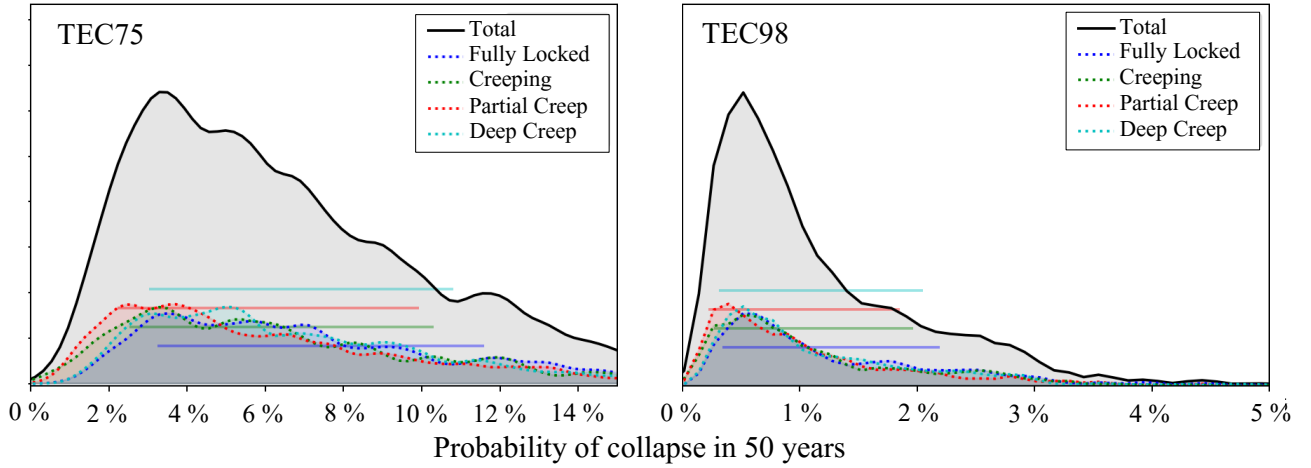 TEC75
Total
Fully Locked
Creeping
Partial Creep
Deep Creep
TEC98
Total
Fully Locked
Creeping
Partial Creep
Deep Creep
0 % 2 % 4 % 6 % 8 % 10 % 12 % 14 %
0 % 1 % 2 % 3 % 4 % 5 %
Probability of collapse in 50 years